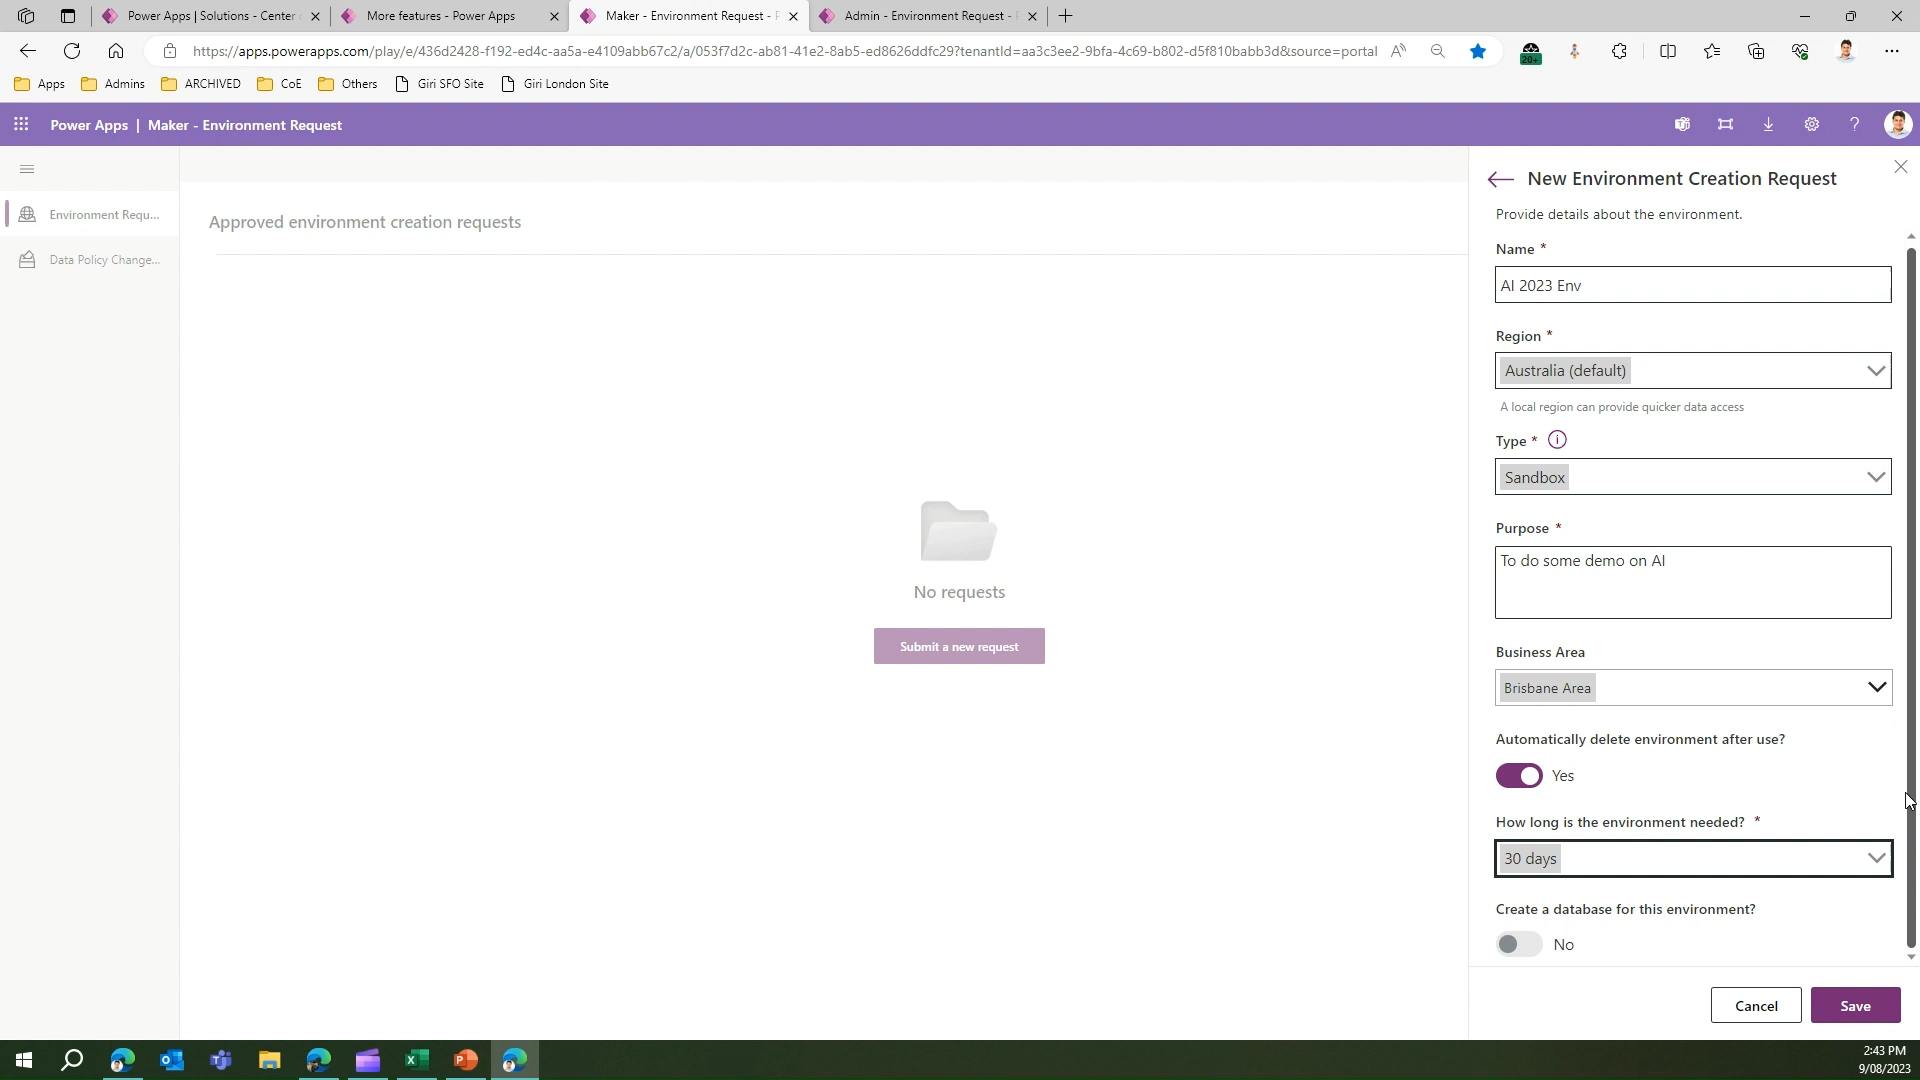 Power Apps | Solutions - Center
More features - Power Apps
Maker - Environment Request -
Admin - Environment Request -
https://apps.powerapps.com/play/e/436d2428-f192-ed4c-aa5a-e4109abb67c2/a/053f7d2c-ab81-41e2-8ab5-ed8626ddfc29?tenantId=aa3c3ee2-9bfa-4c69-b802-d5f810babb3d&source=portal
20+
Apps
Admins
ARCHIVED
CoE
Others
Giri SFO Site
Giri London Site
Power Apps | Maker - Environment Request
Environment Requ...
Data Policy Change...
Approved environment creation requests
No requests
Submit a new request
New Environment Creation Request
Provide details about the environment.
Name *
AI 2023 Env
Region *
Australia (default)
A local region can provide quicker data access
Type *
Sandbox
Purpose *
To do some demo on AI
Business Area
Brisbane Area
Automatically delete environment after use?
Yes
How long is the environment needed? *
30 days
Create a database for this environment?
No
Cancel
Save
2:43 PM
9/08/2023